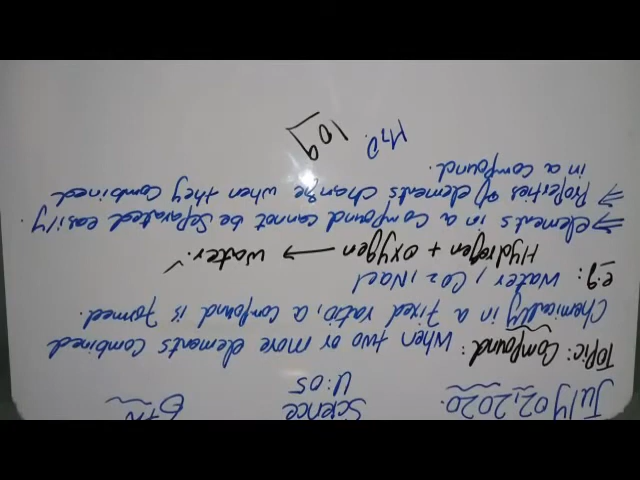 July 02, 2020. Science 6th
U: 05
Topic: Compound: When two or more elements combined
Chemically in a fixed ratio, a compound is formed.
e.g: Water, CO2, NaCl
Hydrogen + oxygen → water. ✓
⇒ elements in a compound cannot be separated easily.
⇒ Properties of elements change when they combined
in a compound.
H2O. 109